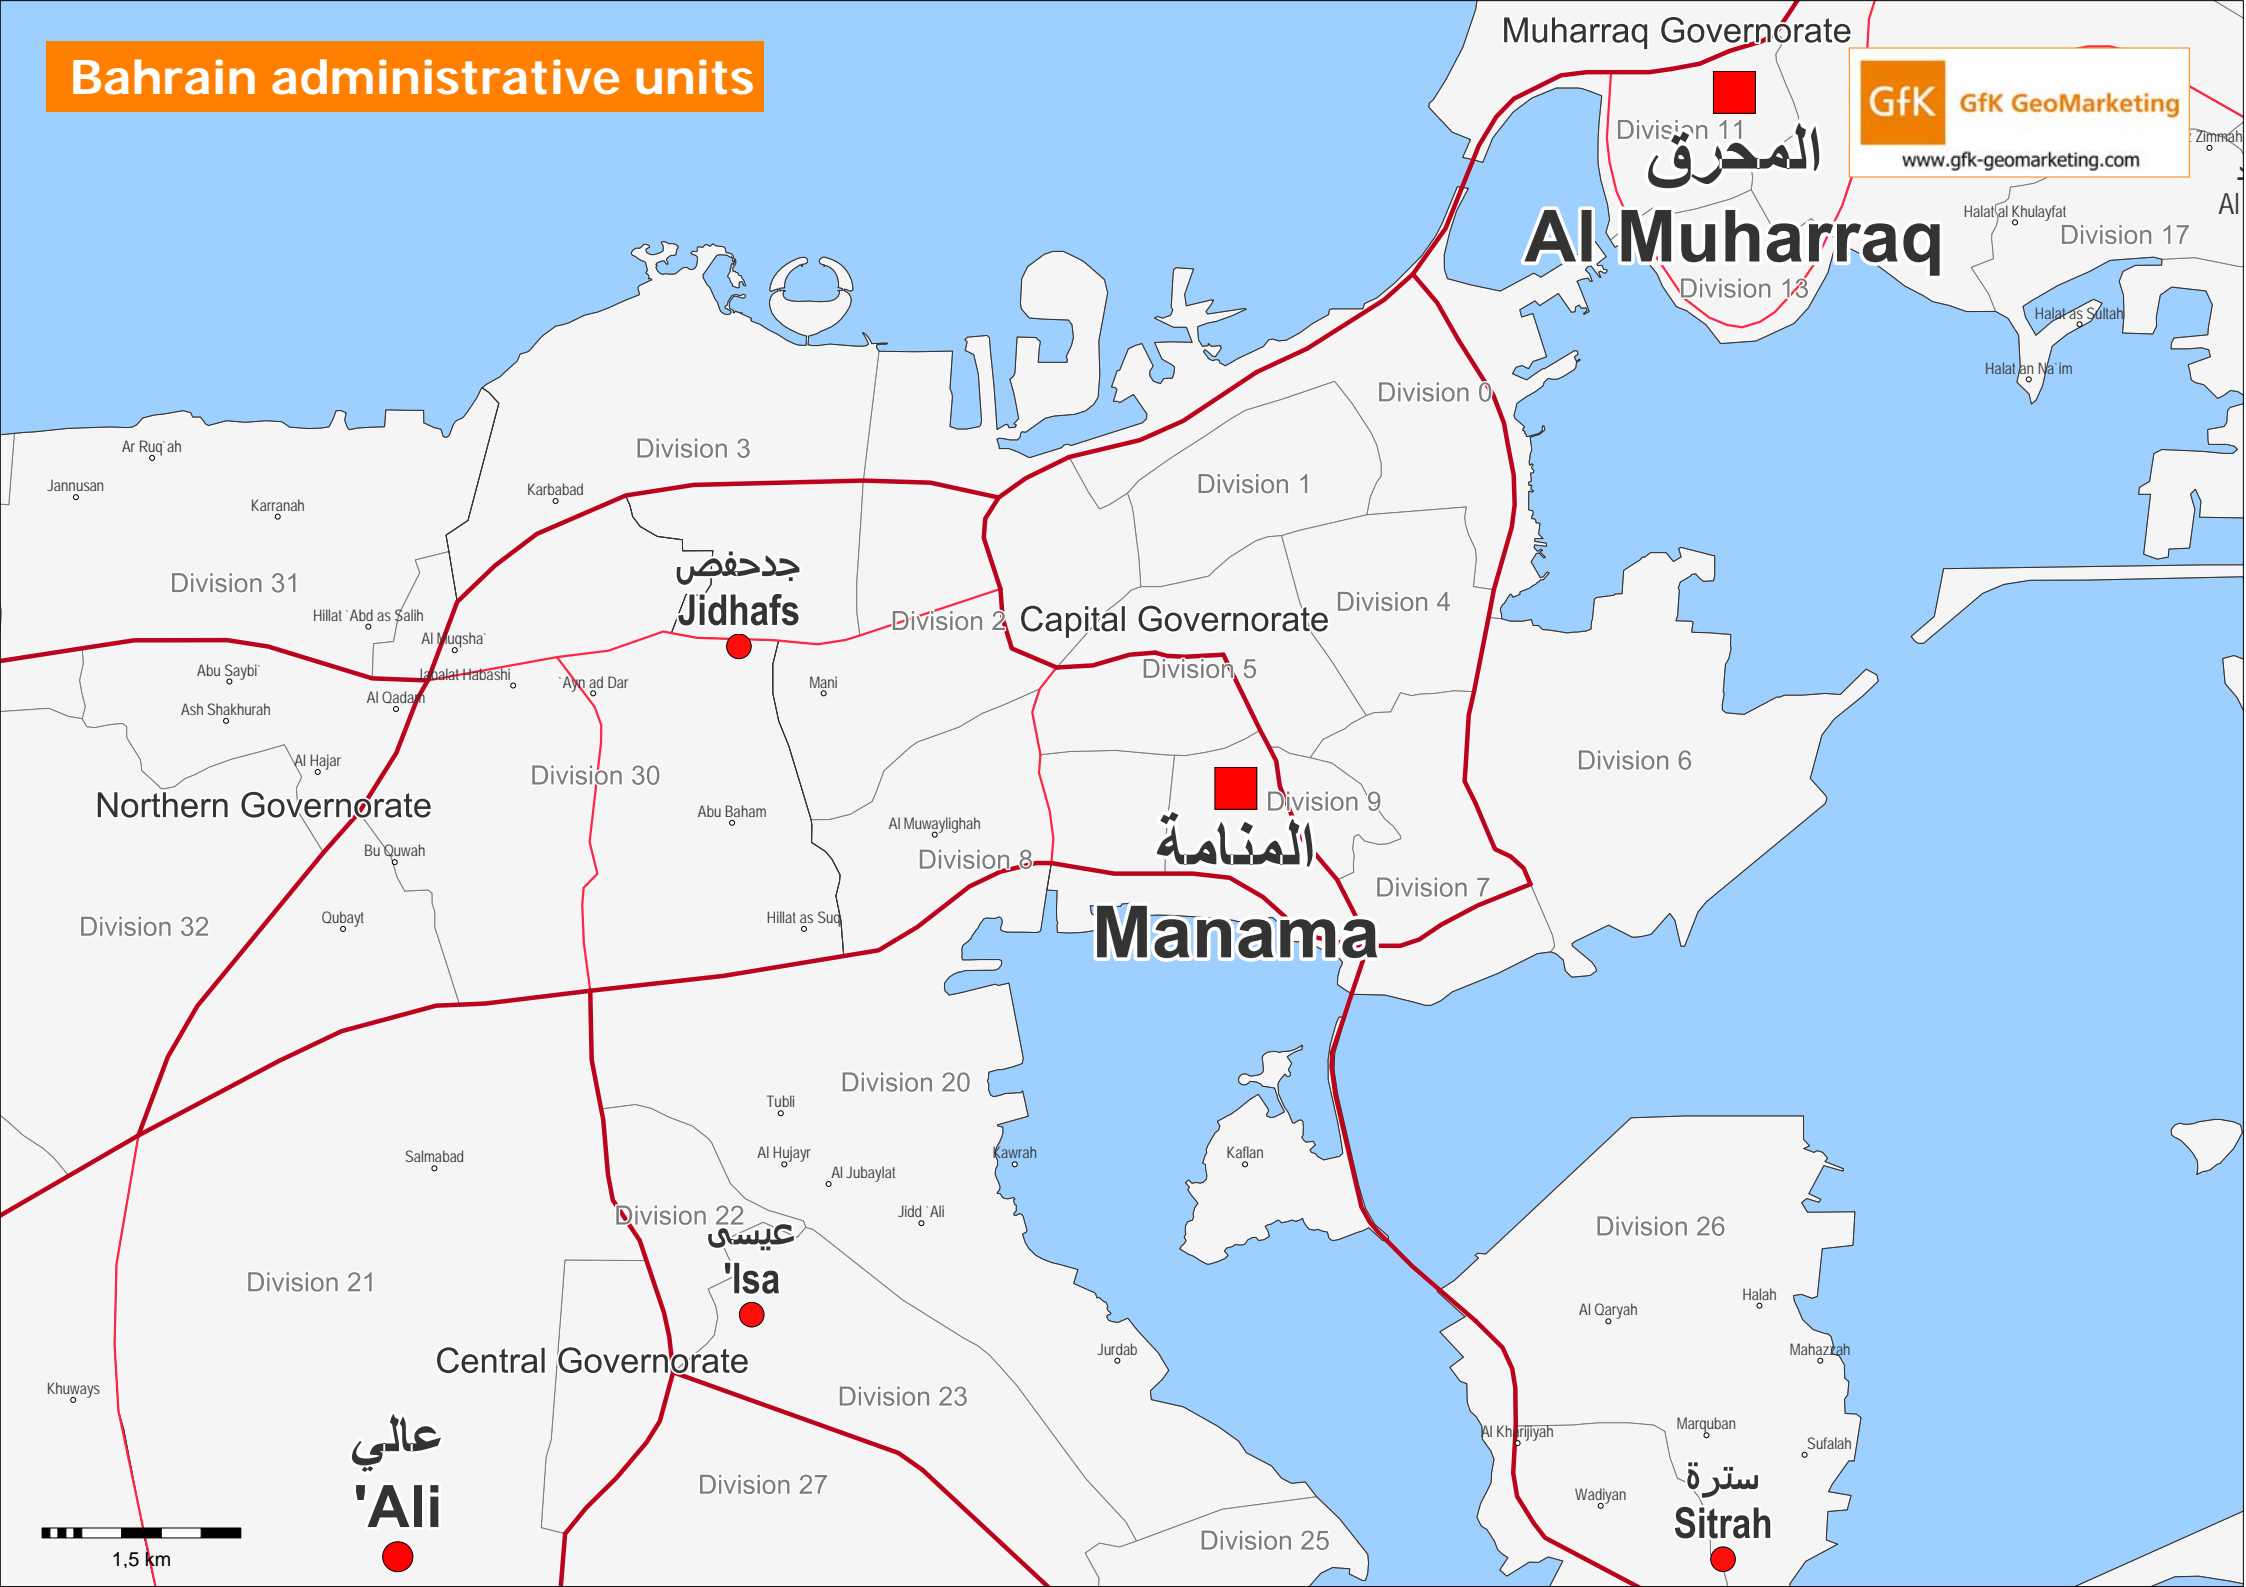 Muharraq Governorate
Bahrain administrative units
GfK
GfK GeoMarketing
www.gfk-geomarketing.com
Division 11
المحرق
Al Muharraq
Zimmah
Al
Halat al Khulayfat
Division 17
Division 13
Halat as Sultah
Halat an Na`im
Division 0
Ar Ruq`ah
Division 3
Jannusan
Karbabad
Division 1
Karranah
جدحفص
Jidhafs
Division 31
Hillat `Abd as Salih
Division 2
Capital Governorate
Division 4
Al Muqsha`
Abu Saybi`
Jabalat Habashi
`Ayn ad Dar
Mani
Division 5
Al Qadam
Ash Shakhurah
Al Hajar
Division 30
Division 6
Northern Governorate
Abu Baham
Al Muwaylighah
Division 9
المنامة
Manama
Bu Quwah
Division 8
Division 7
Division 32
Qubayt
Hillat as Suq
Division 20
Tubli
Salmabad
Al Hujayr
Al Jubaylat
Kawrah
Kaflan
Jidd `Ali
Division 22
عيسى
'Isa
Division 26
Division 21
Halah
Al Qaryah
Jurdab
Mahazzah
Central Governorate
Khuways
Division 23
عالي
'Ali
Marquban
Al Kharijiyah
Sufalah
Division 27
Wadiyan
سترة
Sitrah
Division 25
1,5 km